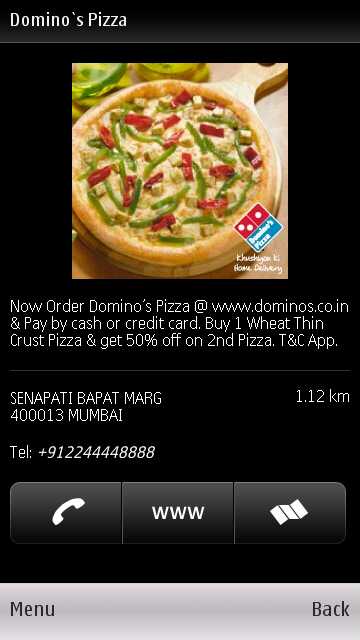 Domino`s Pizza
Domino's
Pizza
Khushiyon Ki
Home Delivery
Now Order Domino´s Pizza @ www.dominos.co.in
& Pay by cash or credit card. Buy 1 Wheat Thin
Crust Pizza & get 50% off on 2nd Pizza. T&C App.
SENAPATI BAPAT MARG 1.12 km
400013 MUMBAI
Tel: +912244448888
WWW
Menu Back